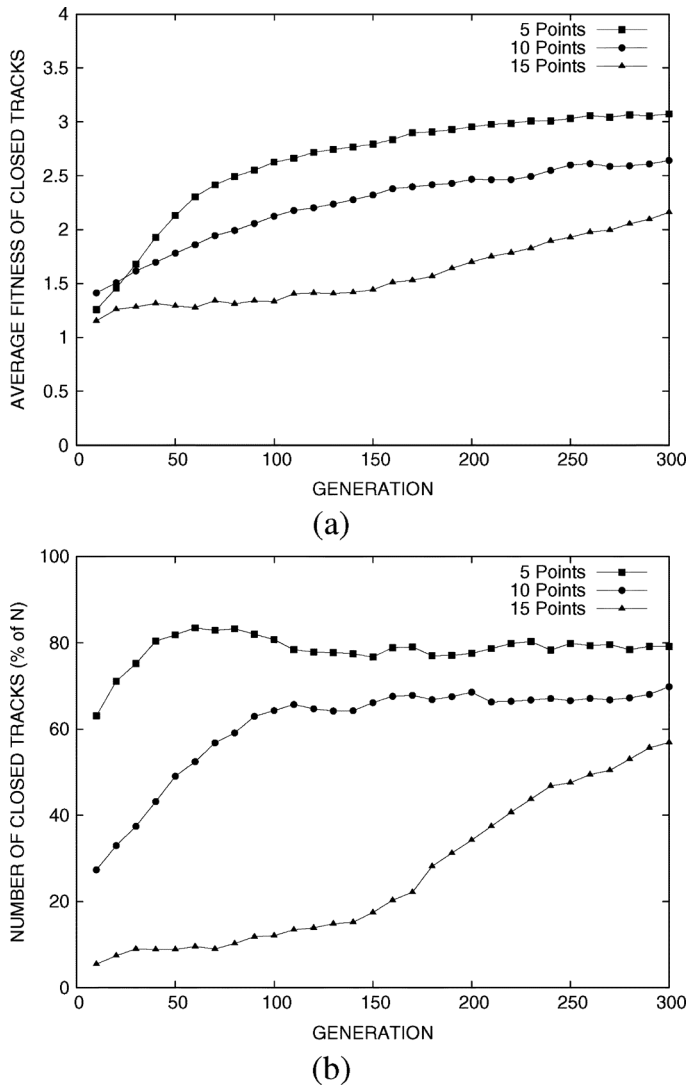 4
3.5
3
2.5
2
1.5
1
0.5
0
AVERAGE FITNESS OF CLOSED TRACKS
5 Points
10 Points
15 Points
0 50 100 150 200 250 300
GENERATION
(a)
100
80
60
40
20
0
NUMBER OF CLOSED TRACKS (% of N)
5 Points
10 Points
15 Points
0 50 100 150 200 250 300
GENERATION
(b)